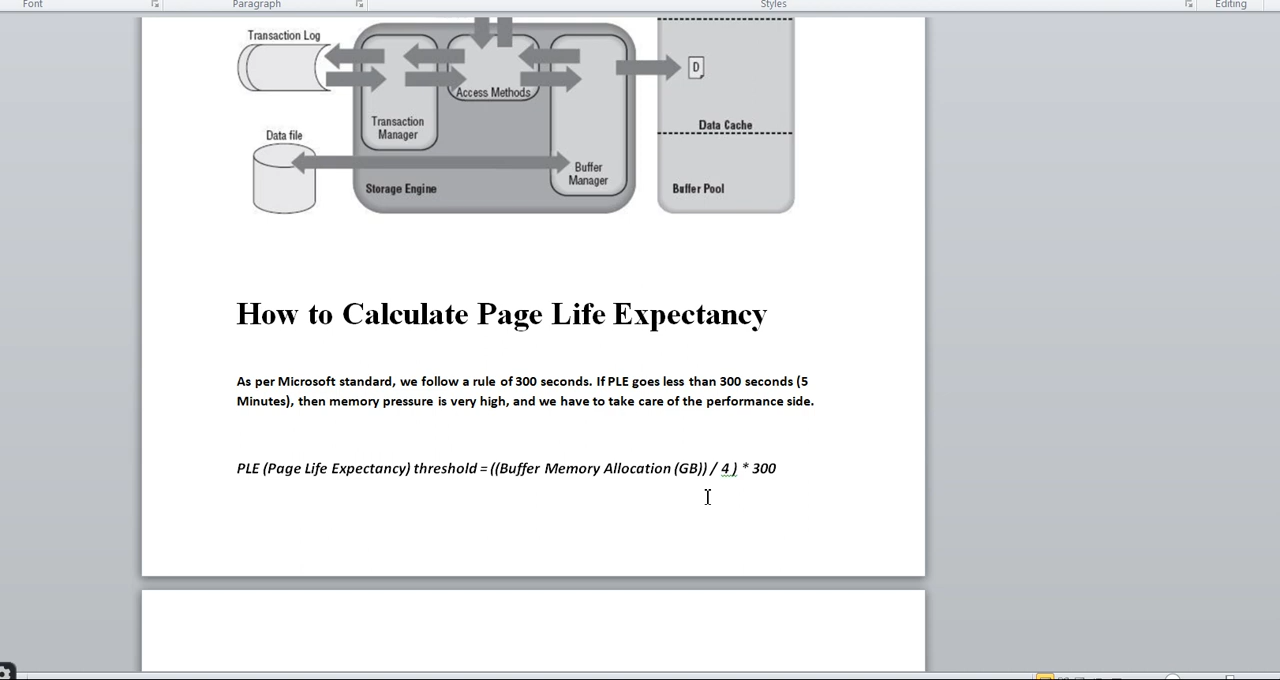 Font Paragraph Styles Editing
Transaction Log
D
Access Methods
Transaction
Manager
Data Cache
Data file
Buffer
Manager
Storage Engine
Buffer Pool
How to Calculate Page Life Expectancy
As per Microsoft standard, we follow a rule of 300 seconds. If PLE goes less than 300 seconds (5
Minutes), then memory pressure is very high, and we have to take care of the performance side.
PLE (Page Life Expectancy) threshold = ((Buffer Memory Allocation (GB)) / 4 ) * 300